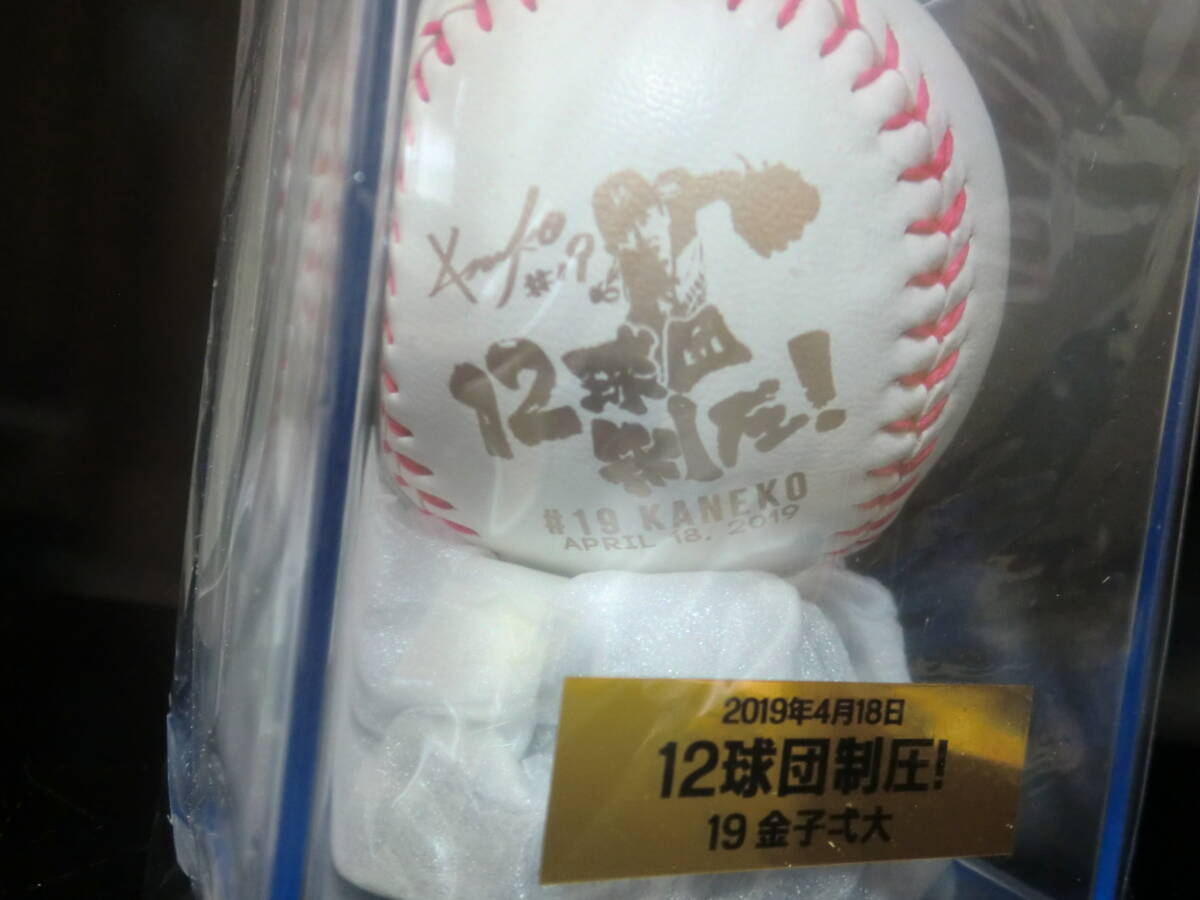 #19
12球団
制圧!
#19 KANEKO
APRIL 18, 2019
2019年4月18日
12球団制圧!
19 金子弌大